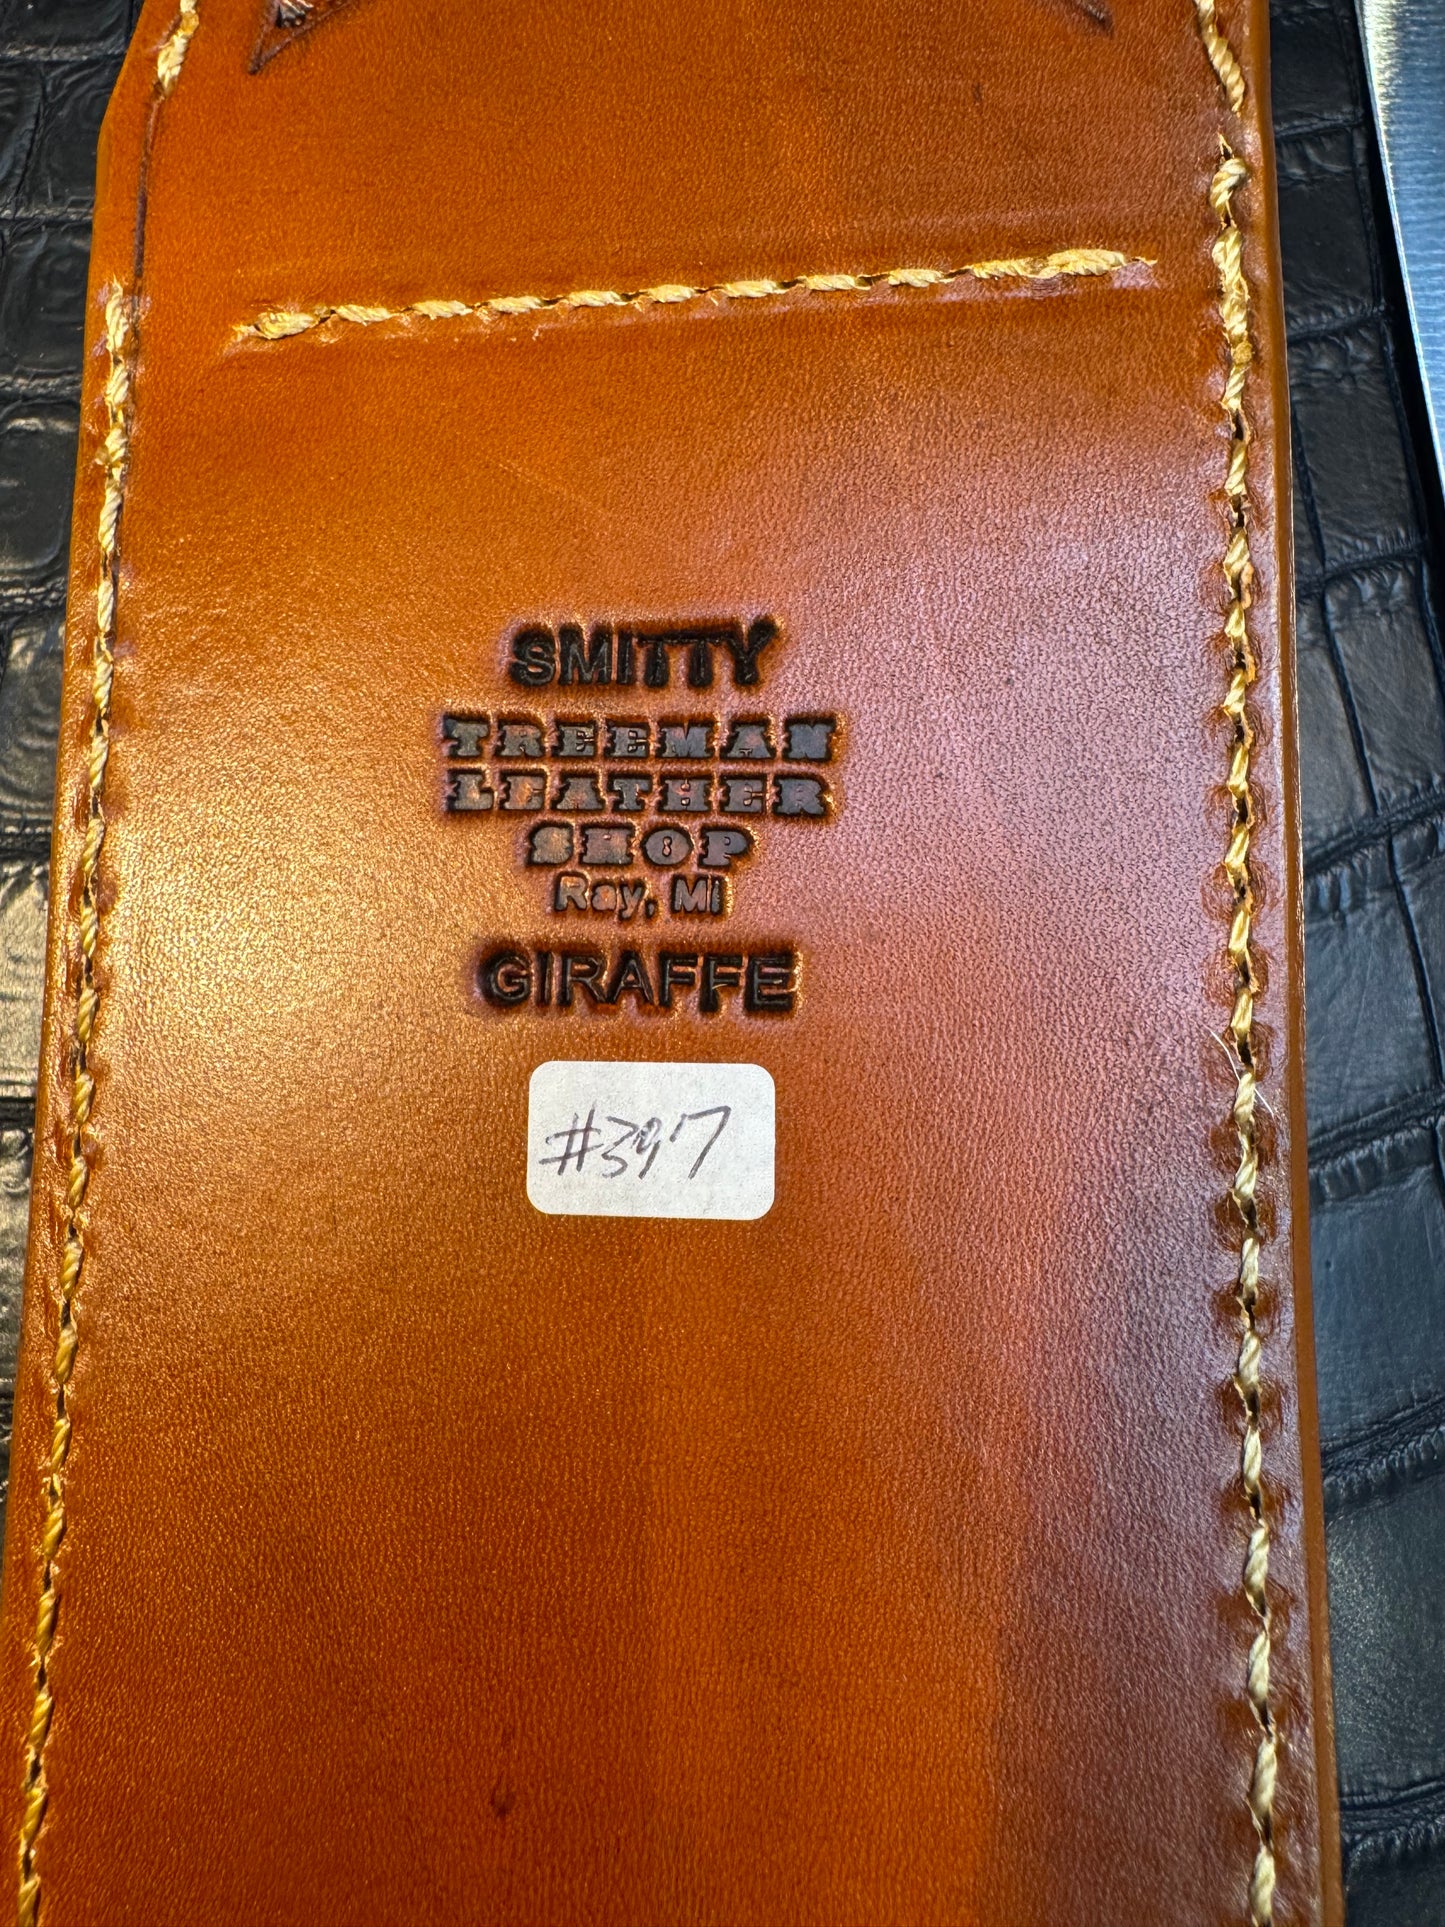 SMITTY
TREEMAN
LEATHER
SHOP
Ray, MI
GIRAFFE
#397